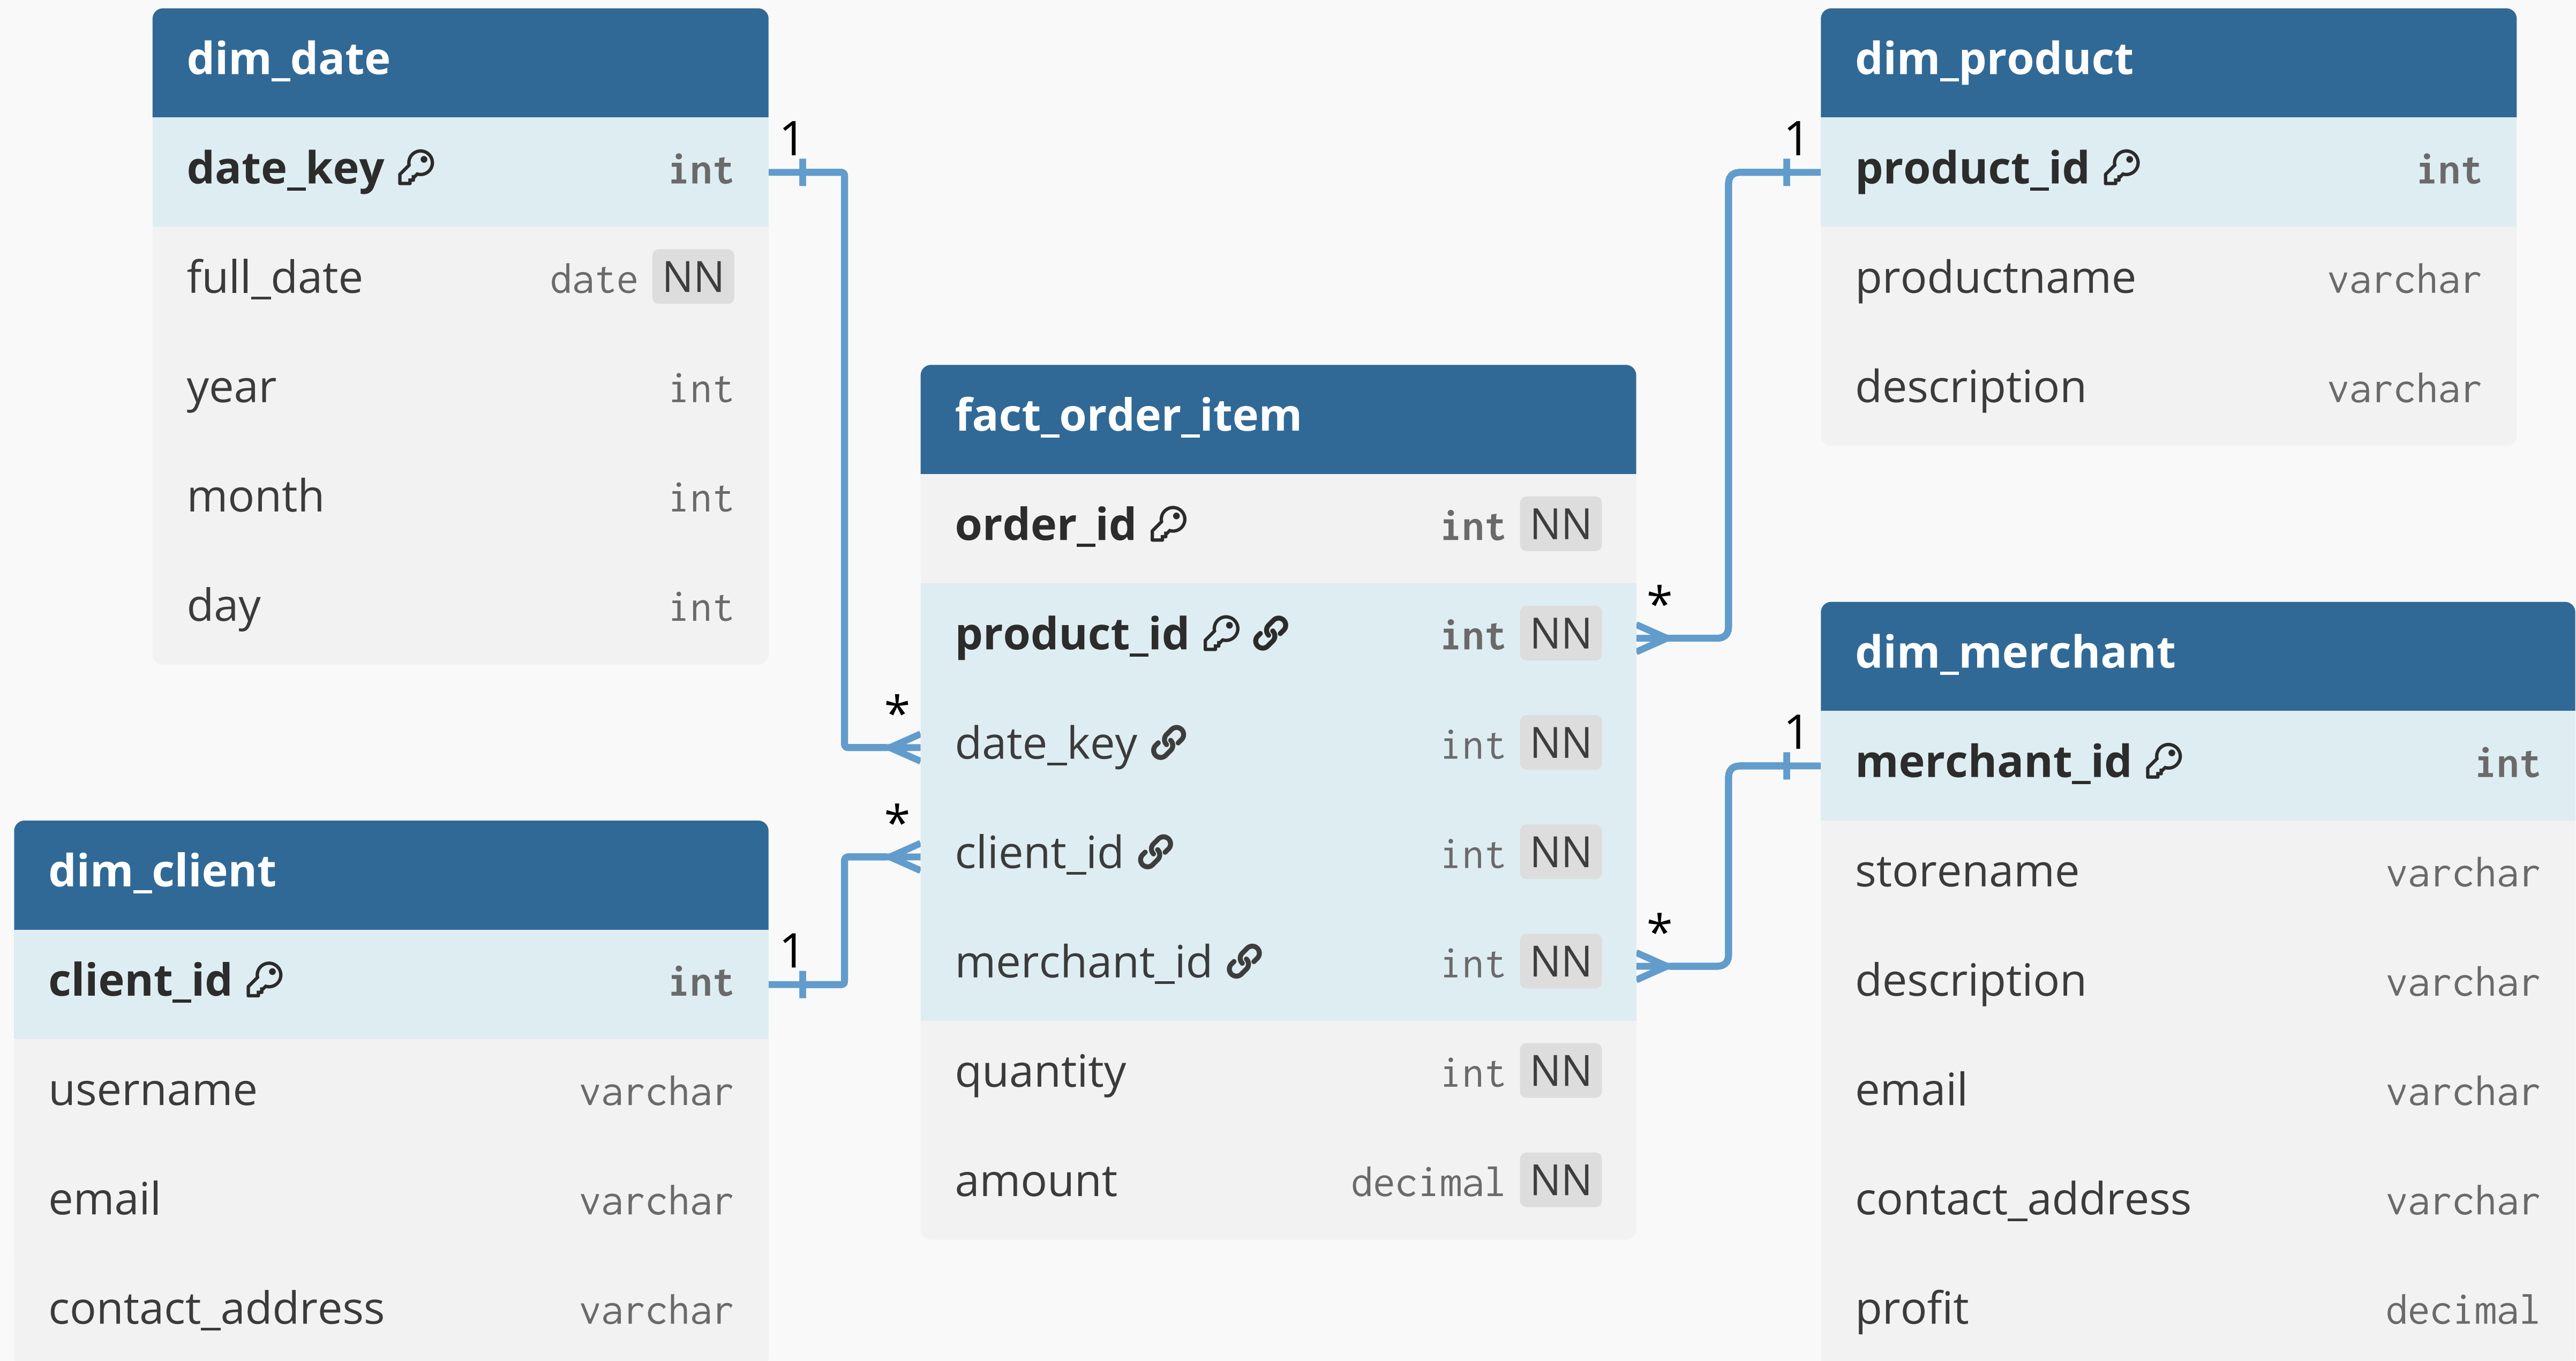 dim_date
date_key int
full_date date NN
year int
month int
day int
1
*
dim_client
client_id int
username varchar
email varchar
contact_address varchar
1
*
fact_order_item
order_id int NN
product_id int NN
date_key int NN
client_id int NN
merchant_id int NN
quantity int NN
amount decimal NN
dim_product
product_id int
productname varchar
description varchar
1
*
dim_merchant
merchant_id int
storename varchar
description varchar
email varchar
contact_address varchar
profit decimal
1
*